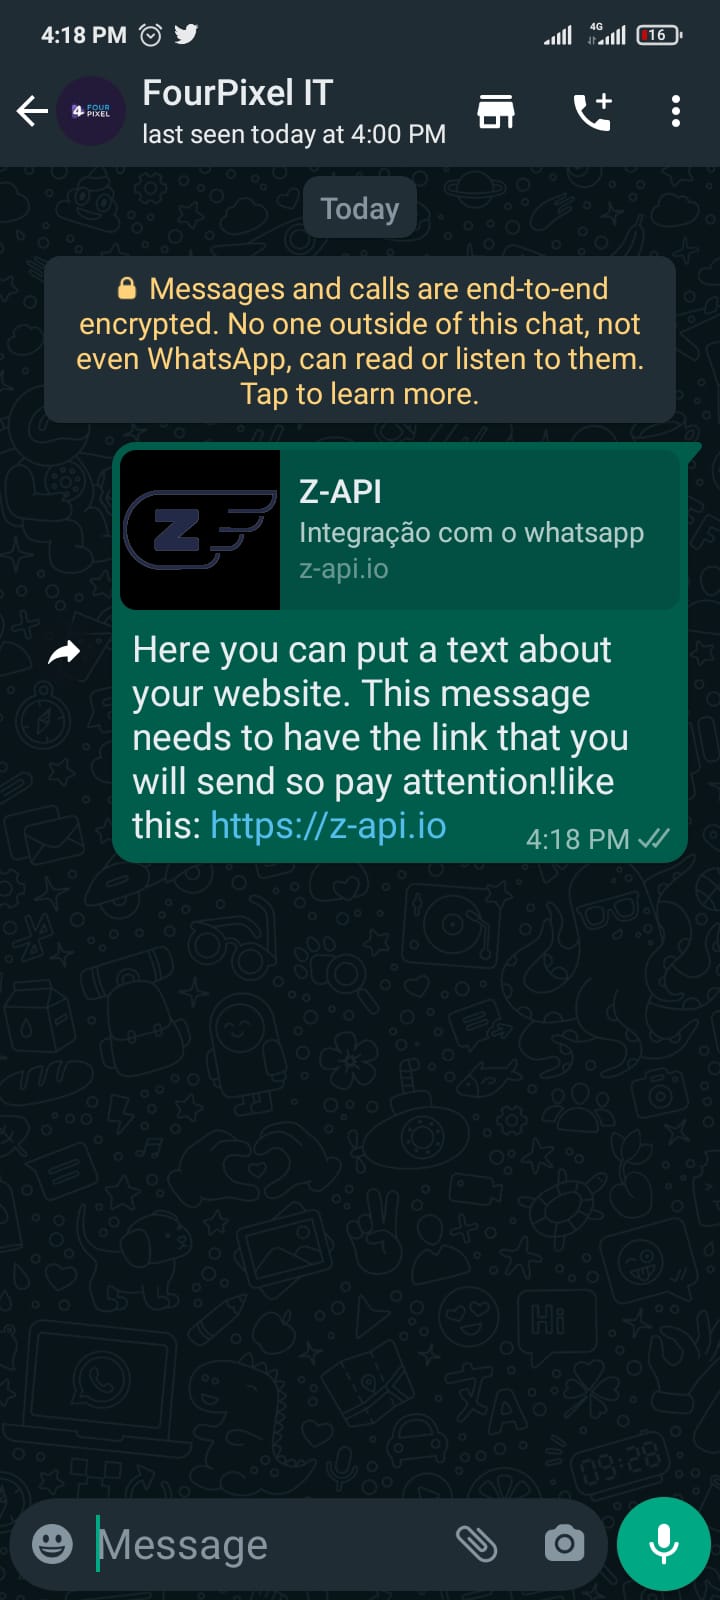 4:18 PM
4G
16
4 FOUR
PIXEL
FourPixel IT
last seen today at 4:00 PM
Today
Messages and calls are end-to-end
encrypted. No one outside of this chat, not
even WhatsApp, can read or listen to them.
Tap to learn more.
Z
Z-API
Integração com o whatsapp
z-api.io
Here you can put a text about
your website. This message
needs to have the link that you
will send so pay attention!like
this: https://z-api.io
4:18 PM
Hi
09:28
Message